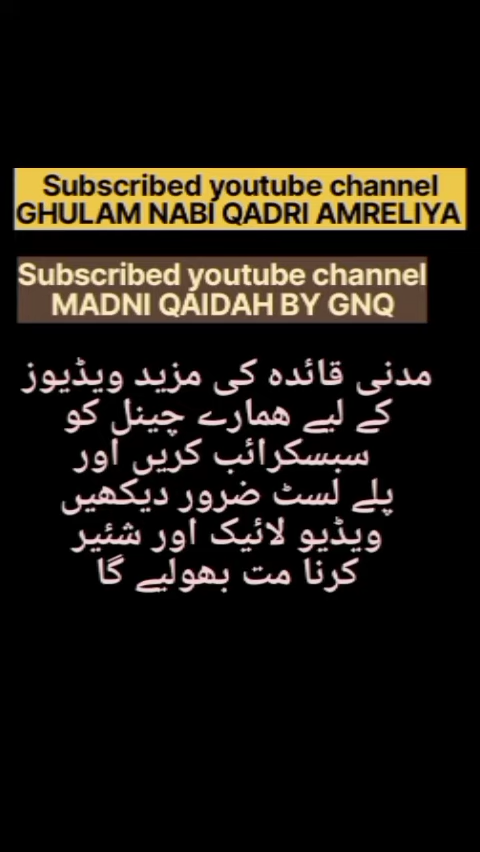 Subscribed youtube channel
GHULAM NABI QADRI AMRELIYA
Subscribed youtube channel
MADNI QAIDAH BY GNQ
مدنی قائدہ کی مزید ویڈیوز
کے لیے ھمارے چینل کو
سبسکرائب کریں اور
پلے لسٹ ضرور دیکھیں
ویڈیو لائیک اور شئیر
کرنا مت بھولیے گا